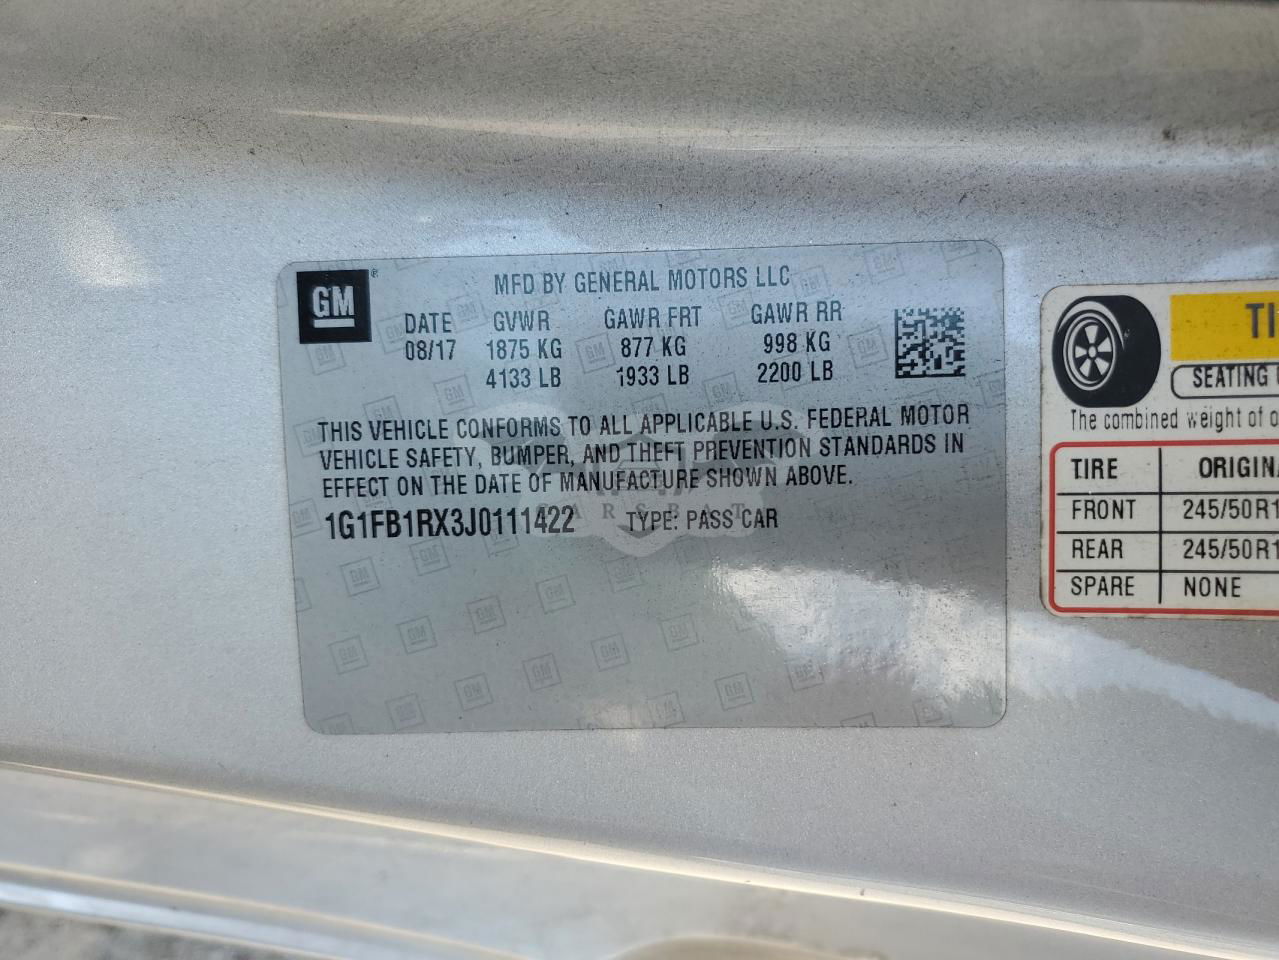 GM
MFD BY GENERAL MOTORS LLC
DATE GVWR GAWR FRT GAWR RR
08/17 1875 KG 877 KG 998 KG
4133 LB 1933 LB 2200 LB
THIS VEHICLE CONFORMS TO ALL APPLICABLE U.S. FEDERAL MOTOR
VEHICLE SAFETY, BUMPER, AND THEFT PREVENTION STANDARDS IN
EFFECT ON THE DATE OF MANUFACTURE SHOWN ABOVE.
1G1FB1RX3J0111422 TYPE: PASS CAR
CARSBAT
SEATING
The combined weight of
TIRE
FRONT 245/50R1
REAR 245/50R1
SPARE NONE